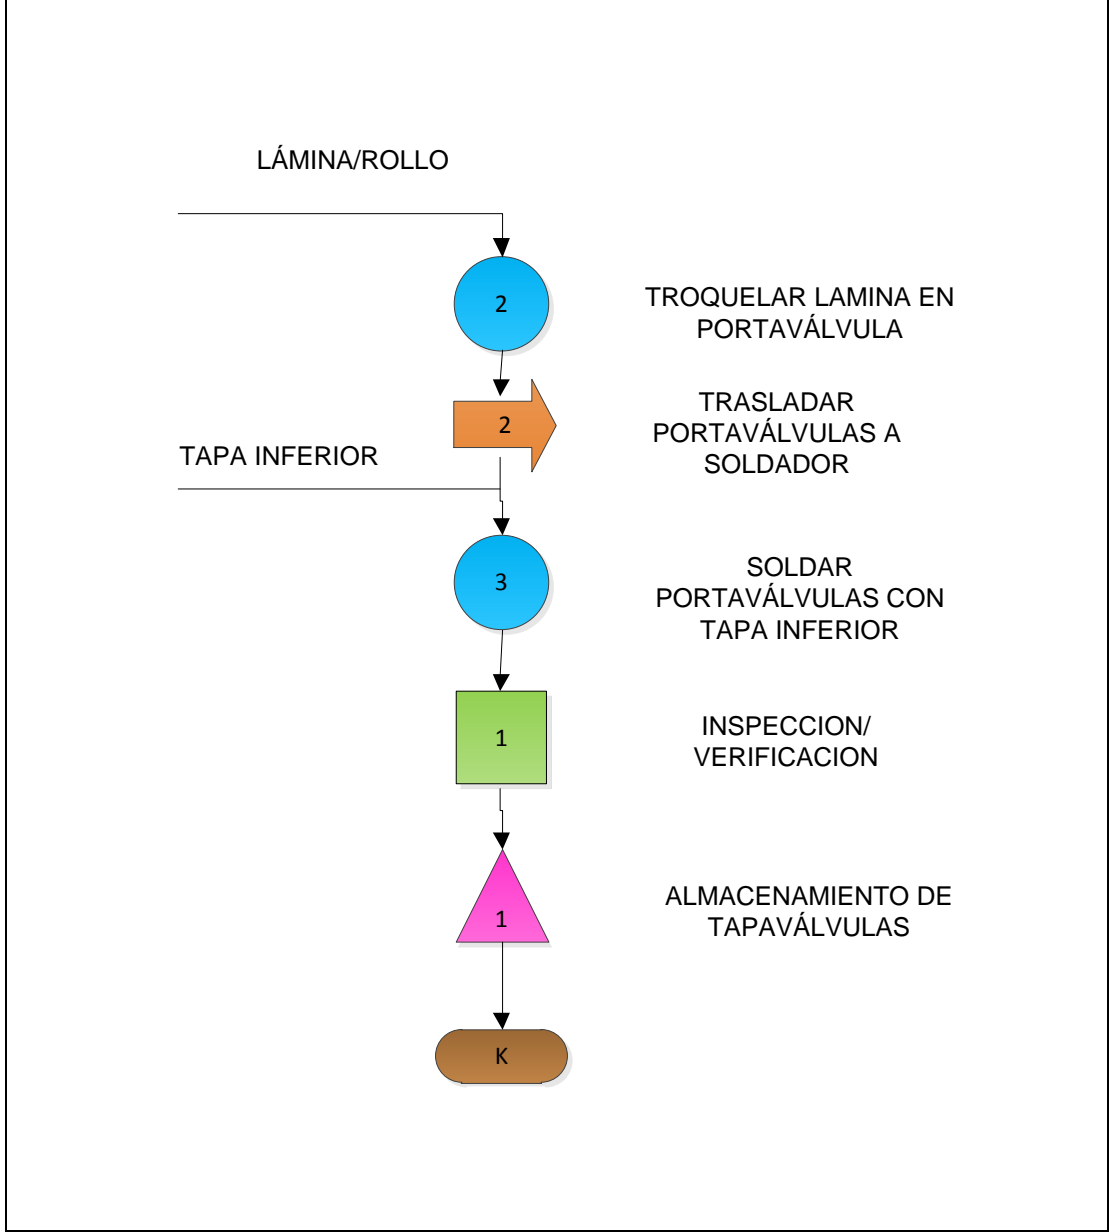 LÁMINA/ROLLO
2
TROQUELAR LAMINA EN
PORTAVÁLVULA
2
TRASLADAR
PORTAVÁLVULAS A
SOLDADOR
TAPA INFERIOR
3
SOLDAR
PORTAVÁLVULAS CON
TAPA INFERIOR
1
INSPECCION/
VERIFICACION
1
ALMACENAMIENTO DE
TAPAVÁLVULAS
K